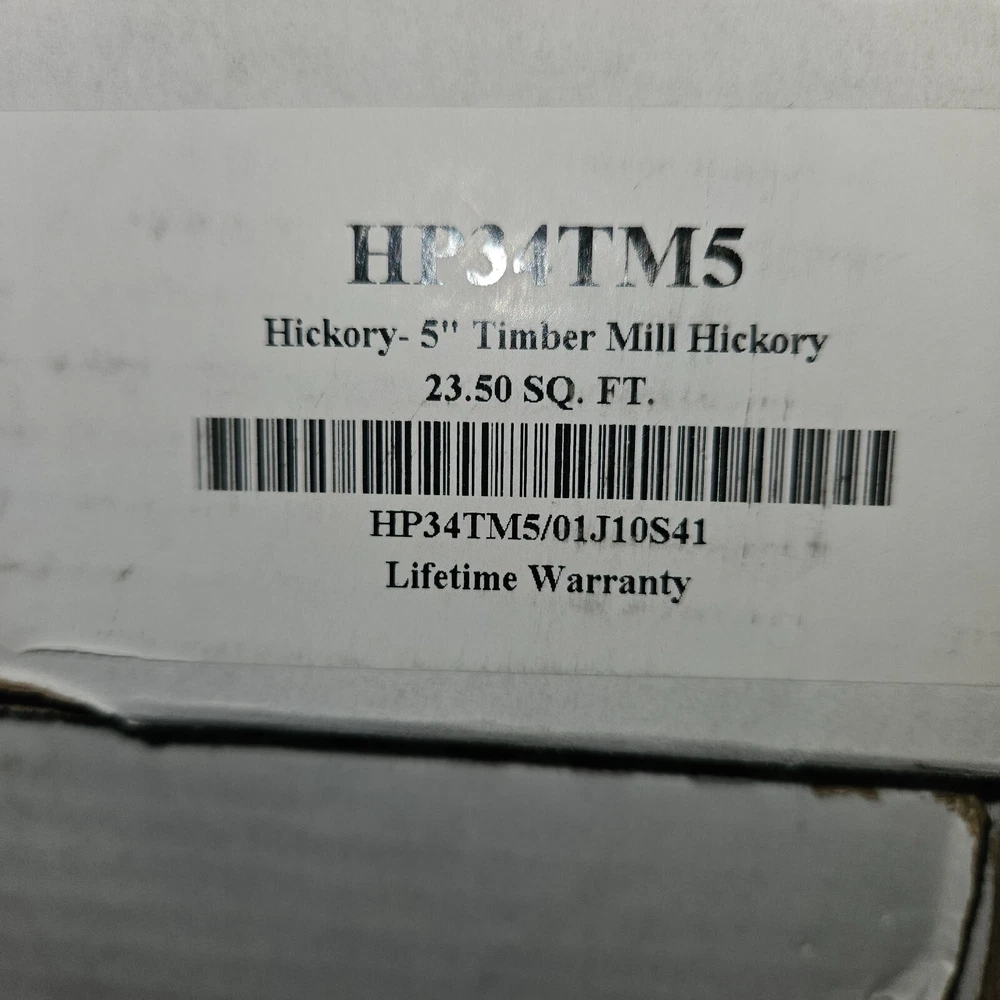 HP34TM5
Hickory- 5" Timber Mill Hickory
23.50 SQ. FT.
HP34TM5/01J10S41
Lifetime Warranty